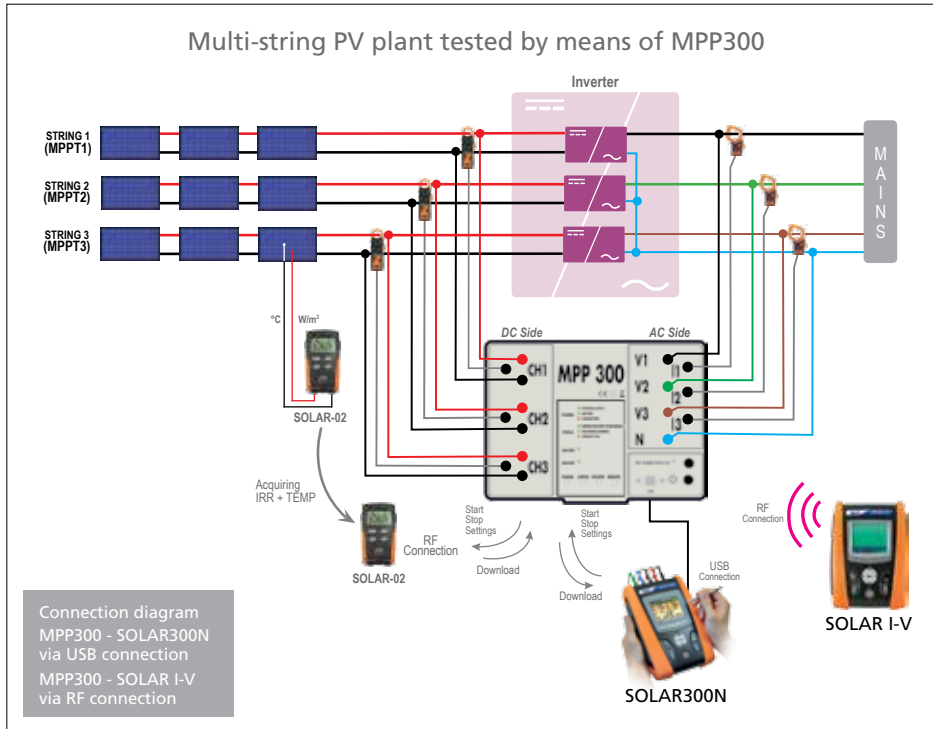 Multi-string PV plant tested by means of MPP300
Inverter
STRING 1
(MPPT1)
STRING 2
(MPPT2)
STRING 3
(MPPT3)
MAINS
°C
W/m²
SOLAR-02
Acquiring
IRR + TEMP
SOLAR-02
DC Side
AC Side
MPP 300
CH1
CH2
CH3
V1
I1
V2
I2
V3
I3
N
Start
Stop
Settings
RF
Connection
Download
Start
Stop
Settings
Download
USB
Connection
SOLAR300N
RF
Connection
SOLAR I-V
Connection diagram
MPP300 - SOLAR300N
via USB connection
MPP300 - SOLAR I-V
via RF connection